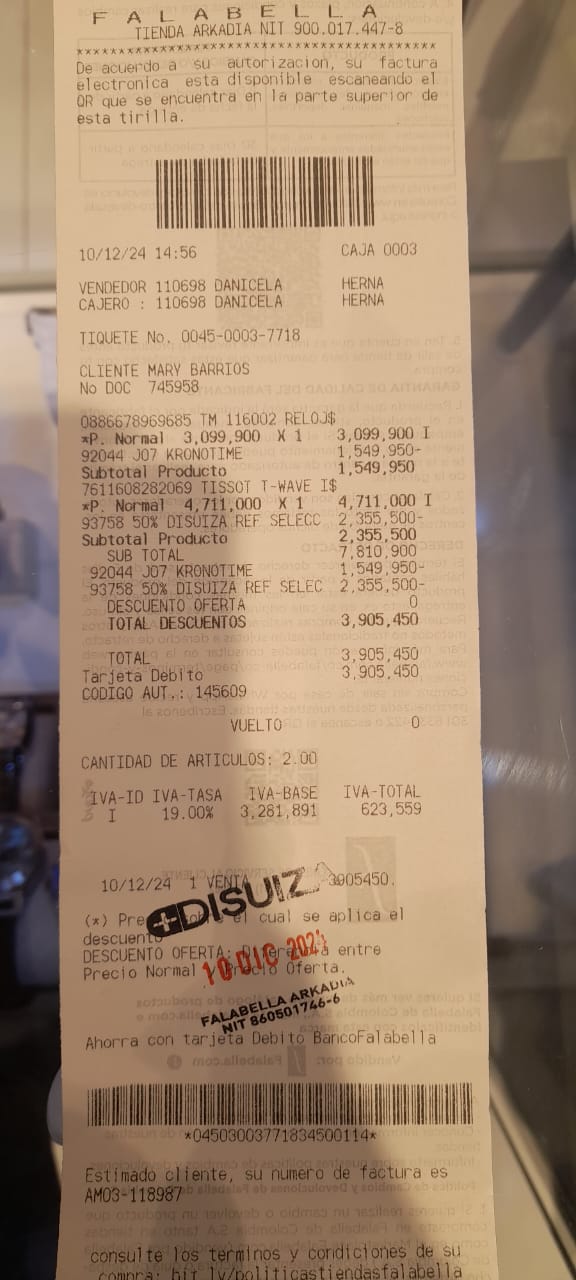 FALABELLA
TIENDA ARKADIA NIT 900.017.447-8
****************************************
De acuerdo a su autorizacion, su factura
electronica esta disponible escaneando el
QR que se encuentra en la parte superior de
esta tirilla.
10/12/24 14:56 CAJA 0003
VENDEDOR 110698 DANICELA HERNA
CAJERO : 110698 DANICELA HERNA
TIQUETE No. 0045-0003-7718
CLIENTE MARY BARRIOS
No DOC 745958
0886678969685 TM 116002 RELOJ$
*P. Normal 3,099,900 X 1 3,099,900 I
92044 J07 KRONOTIME 1,549,950-
Subtotal Producto 1,549,950
7611608282069 TISSOT T-WAVE I$
*P. Normal 4,711,000 X 1 4,711,000 I
93758 50% DISUIZA REF SELECC 2,355,500-
Subtotal Producto 2,355,500
SUB TOTAL 7,810,900
92044 J07 KRONOTIME 1,549,950-
93758 50% DISUIZA REF SELEC 2,355,500-
DESCUENTO OFERTA 0
TOTAL DESCUENTOS 3,905,450
TOTAL 3,905,450
Tarjeta Debito 3,905,450
CODIGO AUT.: 145609
VUELTO 0
CANTIDAD DE ARTICULOS: 2.00
IVA-ID IVA-TASA IVA-BASE IVA-TOTAL
I 19.00% 3,281,891 623,559
10/12/24 1 VENTA 3905450.
DISUIZA
(*) el cual se aplica el
descuento
DESCUENTO OFERTA: entre
10 DIC 2024
Precio Normal y Precio Oferta.
FALABELLA ARKADIA
NIT 860501746-6
Ahorra con tarjeta Debito BancoFalabella
*04503003771834500114*
Estimado cliente, su numero de factura es
AM03-118987
consulte los terminos y condiciones de su
compra: bit.ly/politicastiendasfalabella